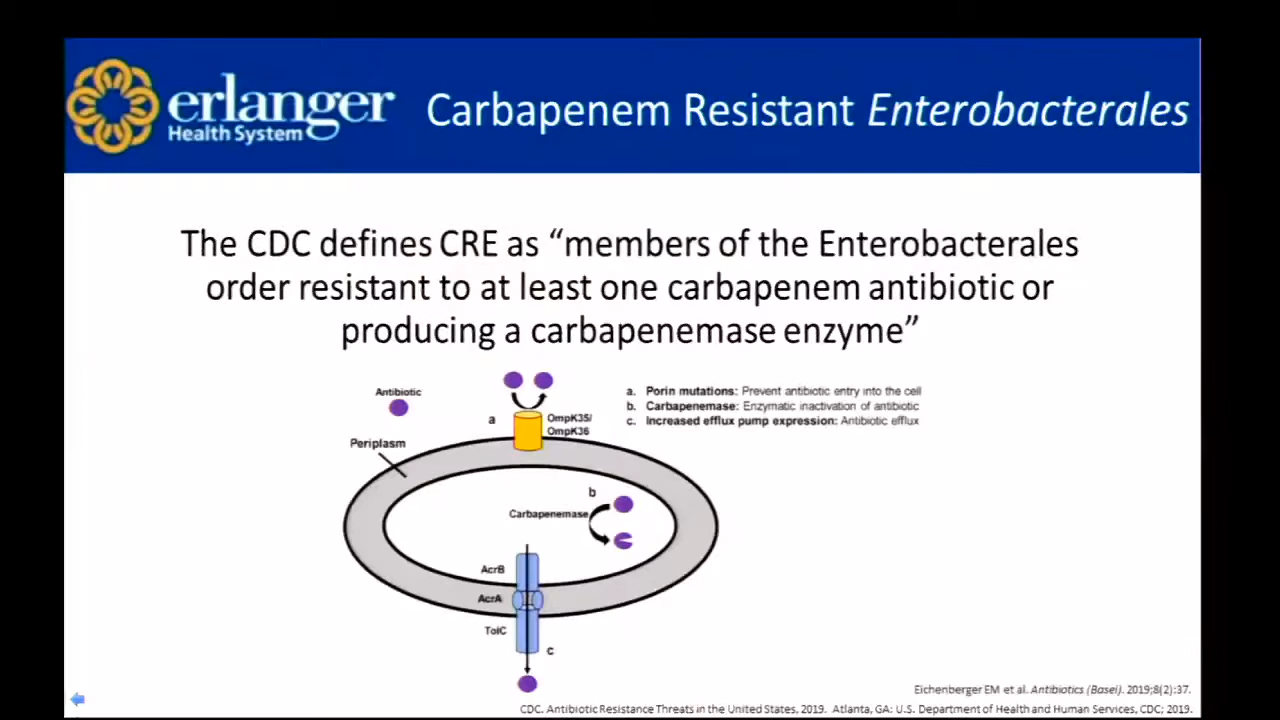 erlanger
Health System
Carbapenem Resistant Enterobacterales
The CDC defines CRE as “members of the Enterobacterales
order resistant to at least one carbapenem antibiotic or
producing a carbapenemase enzyme”
Antibiotic
a
OmpK35/
OmpK36
Periplasm
a. Porin mutations: Prevent antibiotic entry into the cell
b. Carbapenemase: Enzymatic inactivation of antibiotic
c. Increased efflux pump expression: Antibiotic efflux
b
Carbapenemase
AcrB
AcrA
TolC
c
Eichenberger EM et al. Antibiotics (Basel). 2019;8(2):37.
CDC. Antibiotic Resistance Threats in the United States, 2019. Atlanta, GA: U.S. Department of Health and Human Services, CDC; 2019.